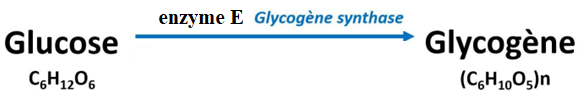 enzyme E Glycogène synthase
Glucose Glycogène
C₆H₁₂O₆ (C₆H₁₀O₅)n